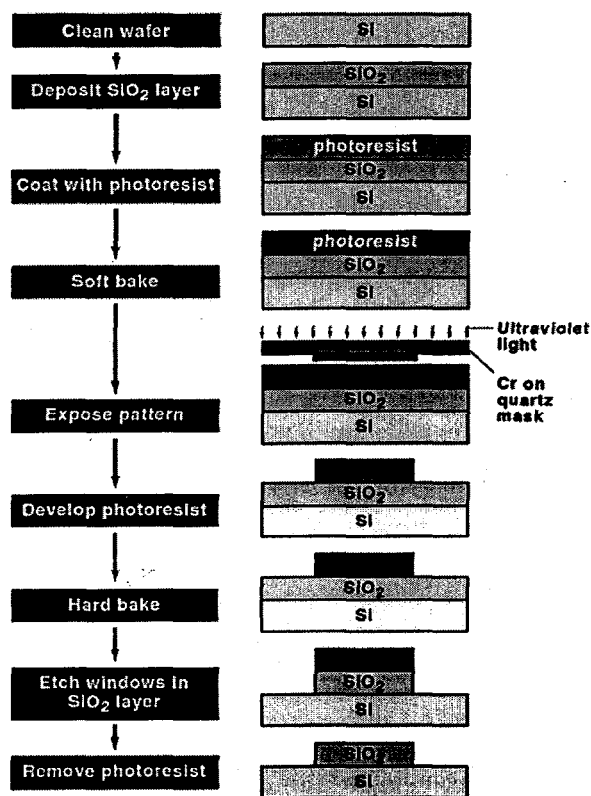 Clean wafer
Si
Deposit SiO₂ layer
SiO₂
Si
Coat with photoresist
photoresist
SiO₂
Si
Soft bake
photoresist
SiO₂
Si
Ultraviolet
light
Cr on
quartz
mask
Expose pattern
SiO₂
Si
Develop photoresist
SiO₂
Si
Hard bake
SiO₂
Si
Etch windows in
SiO₂ layer
SiO₂
Si
Remove photoresist
SiO₂
Si